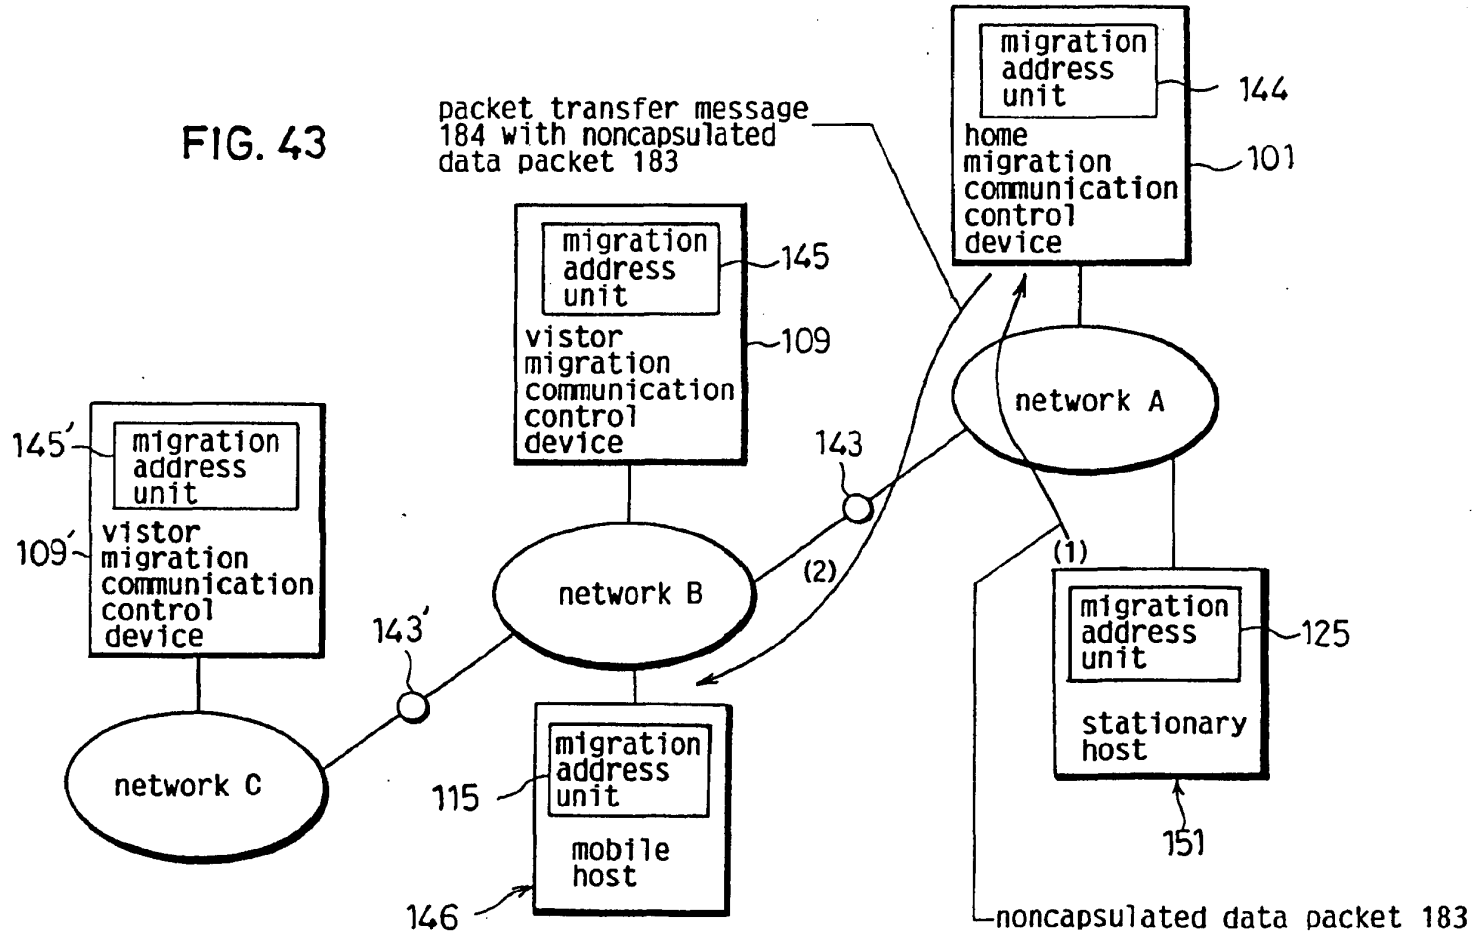 FIG. 43
packet transfer message
184 with noncapsulated
data packet 183
migration
address
unit
144
home
migration
communication
control
device
101
migration
address
unit
145
vistor
migration
communication
control
device
109
network A
143
migration
address
unit
145'
vistor
migration
communication
control
device
109'
network B
(2)
(1)
143'
migration
address
unit
125
stationary
host
151
network C
migration
address
unit
115
mobile
host
146
noncapsulated data packet 183